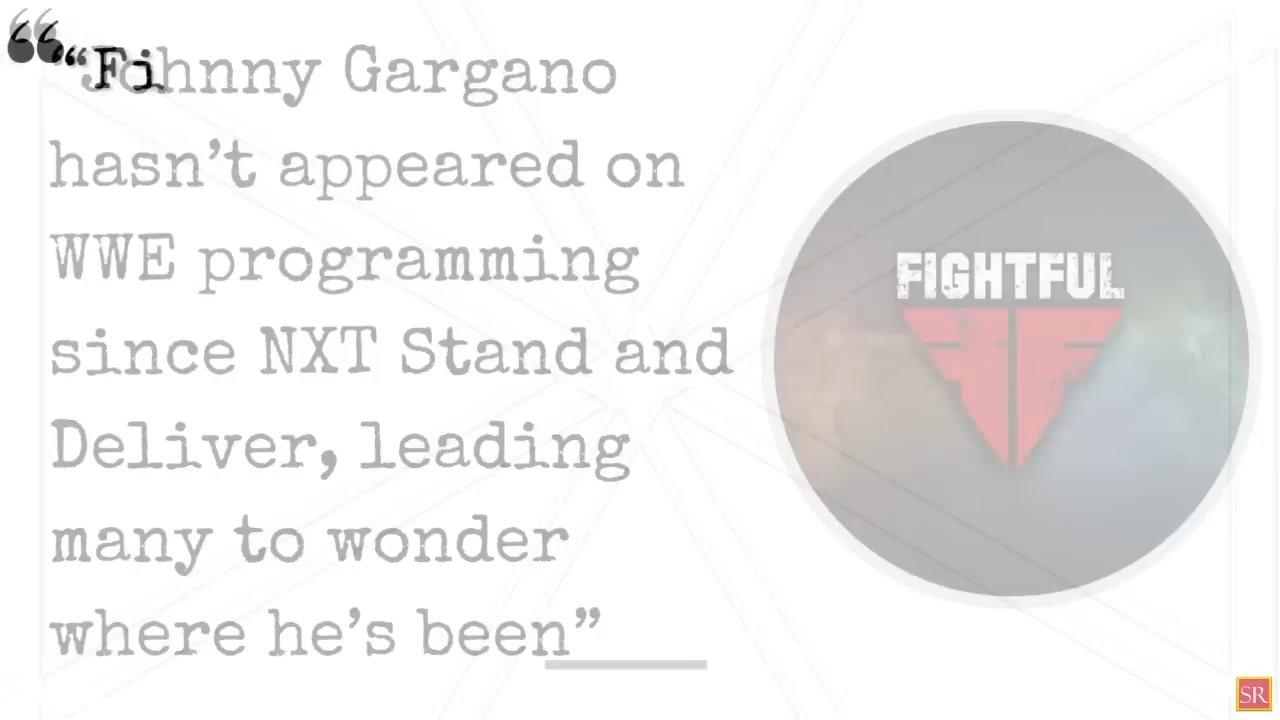 “Johnny Gargano
hasn’t appeared on
WWE programming
since NXT Stand and
Deliver, leading
many to wonder
where he’s been”
“Fi
FIGHTFUL
SR